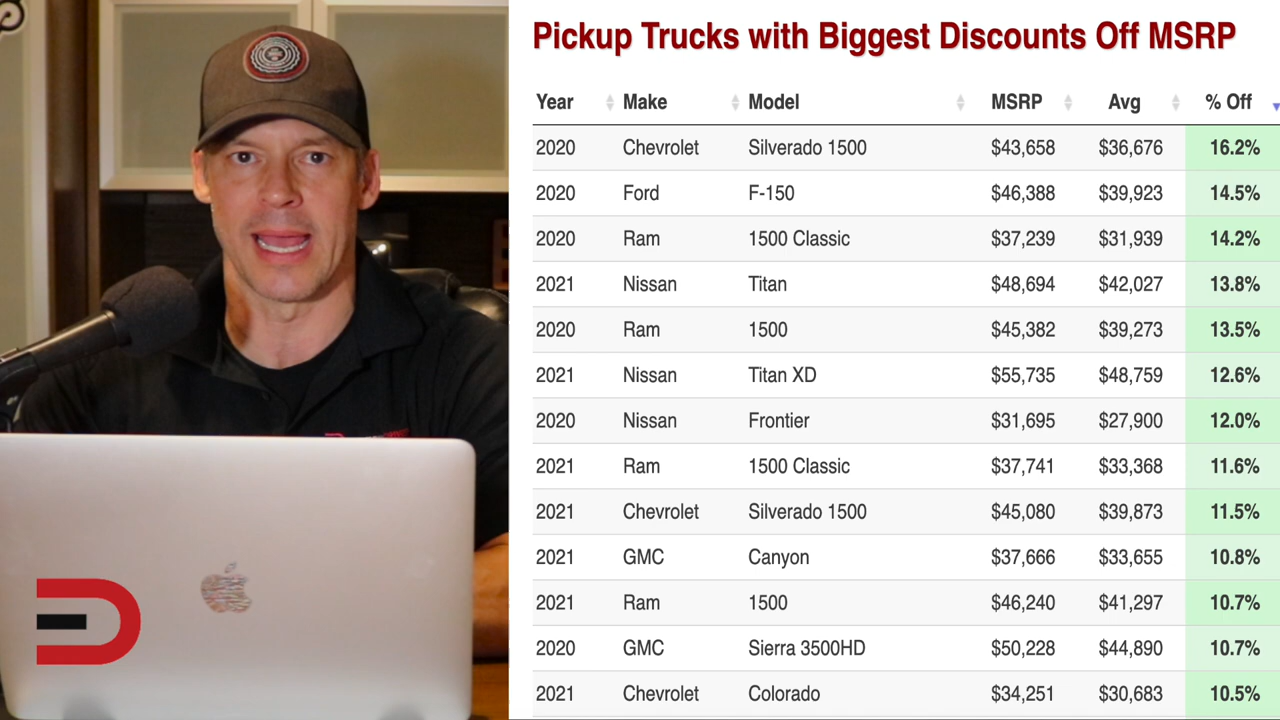 Pickup Trucks with Biggest Discounts Off MSRP
Year Make Model MSRP Avg % Off
2020 Chevrolet Silverado 1500 $43,658 $36,676 16.2%
2020 Ford F-150 $46,388 $39,923 14.5%
2020 Ram 1500 Classic $37,239 $31,939 14.2%
2021 Nissan Titan $48,694 $42,027 13.8%
2020 Ram 1500 $45,382 $39,273 13.5%
2021 Nissan Titan XD $55,735 $48,759 12.6%
2020 Nissan Frontier $31,695 $27,900 12.0%
2021 Ram 1500 Classic $37,741 $33,368 11.6%
2021 Chevrolet Silverado 1500 $45,080 $39,873 11.5%
2021 GMC Canyon $37,666 $33,655 10.8%
2021 Ram 1500 $46,240 $41,297 10.7%
2020 GMC Sierra 3500HD $50,228 $44,890 10.7%
2021 Chevrolet Colorado $34,251 $30,683 10.5%